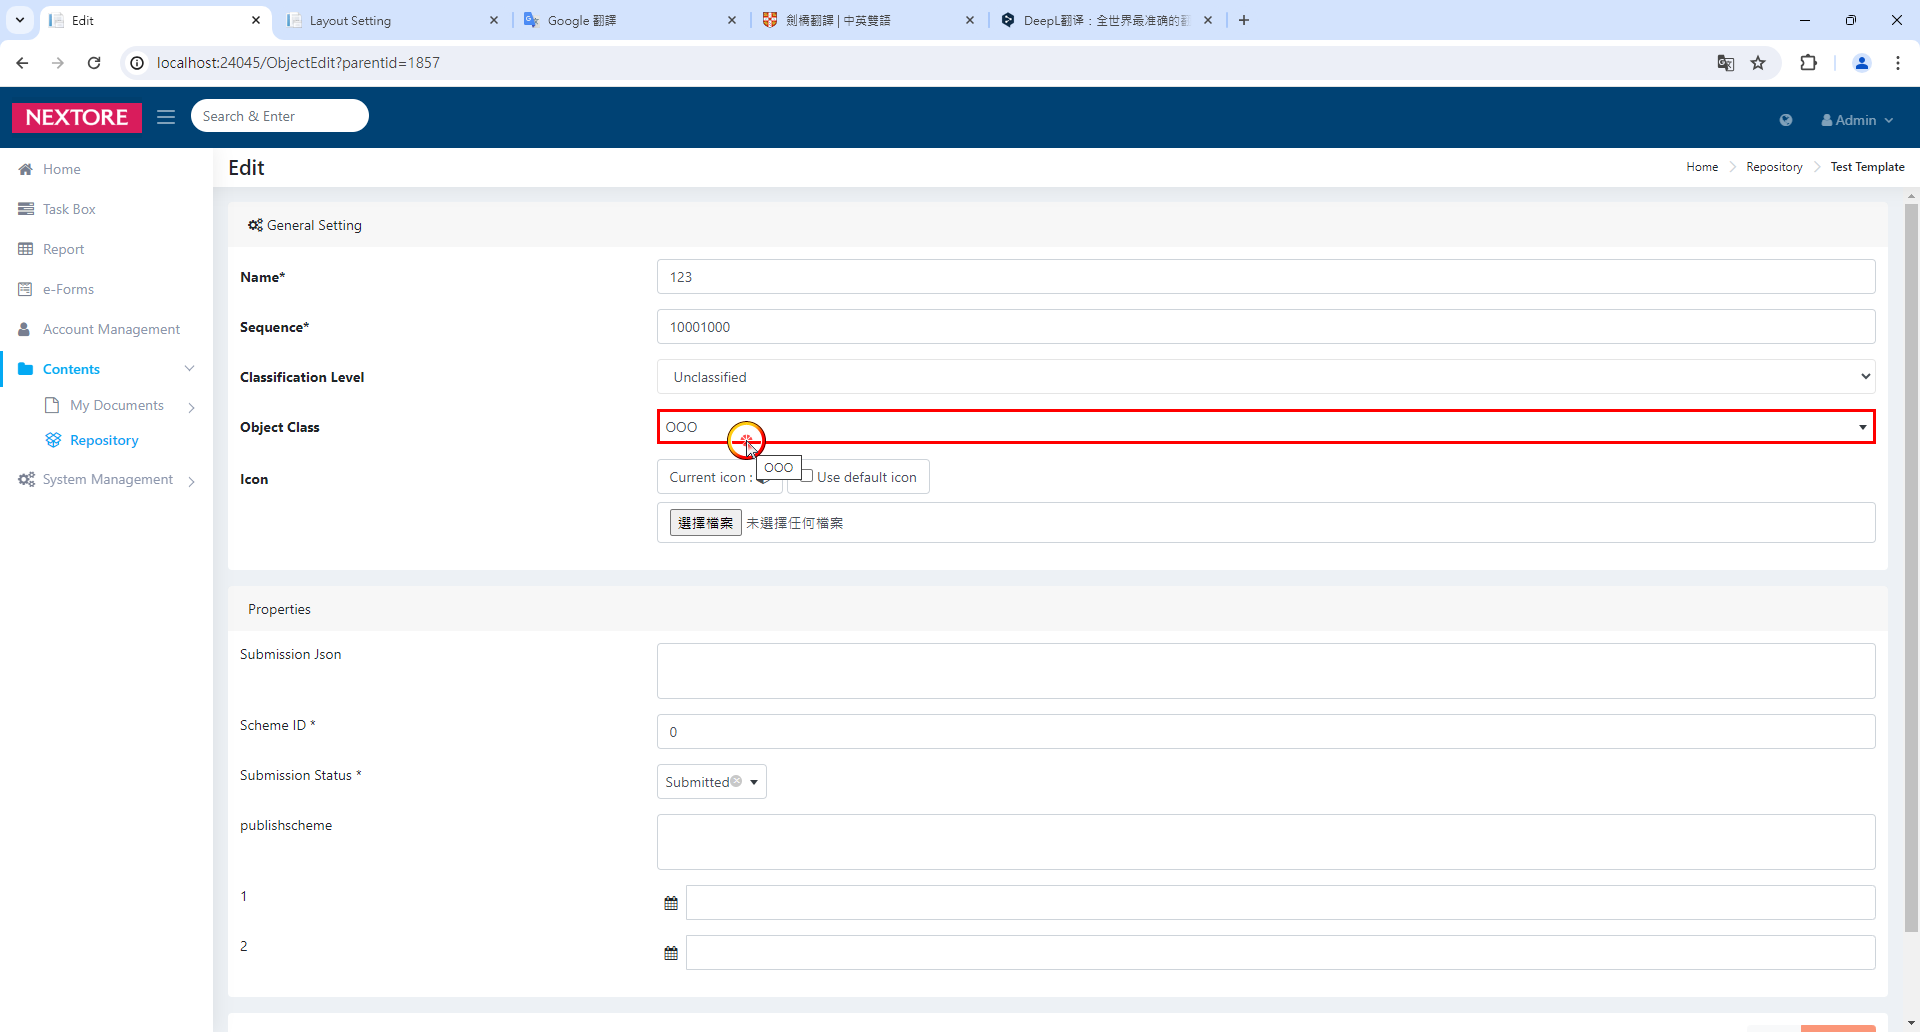 Edit
Layout Setting
Google 翻譯
劍橋翻譯 | 中英雙語
DeepL翻译：全世界最准确的
localhost:24045/ObjectEdit?parentid=1857
NEXTORE
Search & Enter
Admin
Home
Task Box
Report
e-Forms
Account Management
Contents
My Documents
Repository
System Management
Edit
Home
Repository
Test Template
General Setting
Name*
123
Sequence*
10001000
Classification Level
Unclassified
Object Class
OOO
OOO
Icon
Current icon :
Use default icon
選擇檔案 未選擇任何檔案
Properties
Submission Json
Scheme ID *
0
Submission Status *
Submitted
publishscheme
1
2